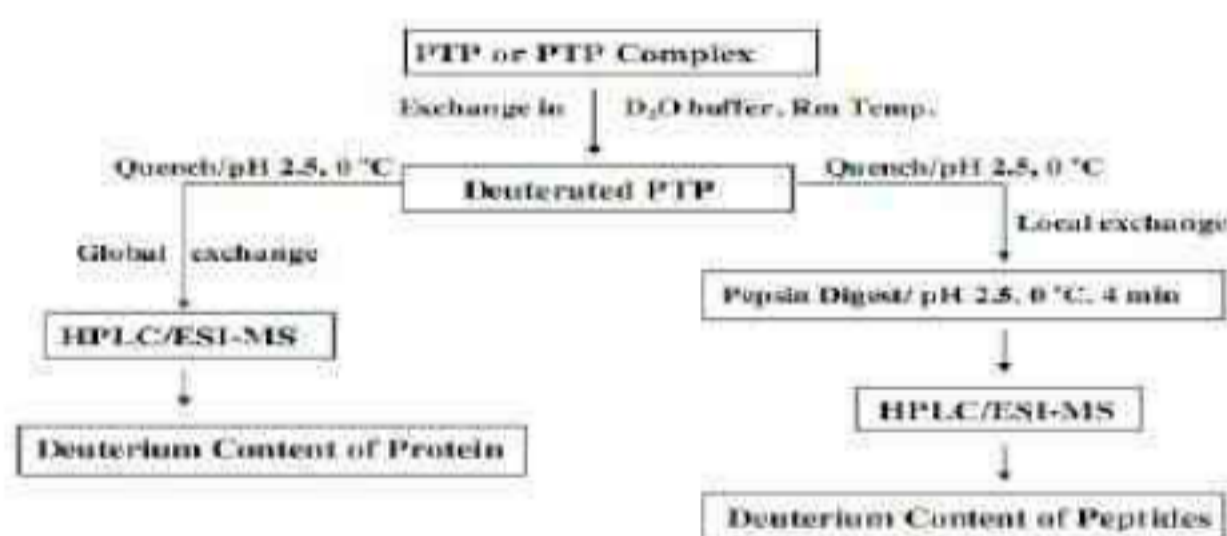 PTP or PTP Complex
Exchange in D₂O buffer, Rm Temp.
Quench/pH 2.5, 0 °C
Quench/pH 2.5, 0 °C
Deuterated PTP
Global exchange
Local exchange
HPLC/ESI-MS
Pepsin Digest/ pH 2.5, 0 °C, 4 min
Deuterium Content of Protein
HPLC/ESI-MS
Deuterium Content of Peptides